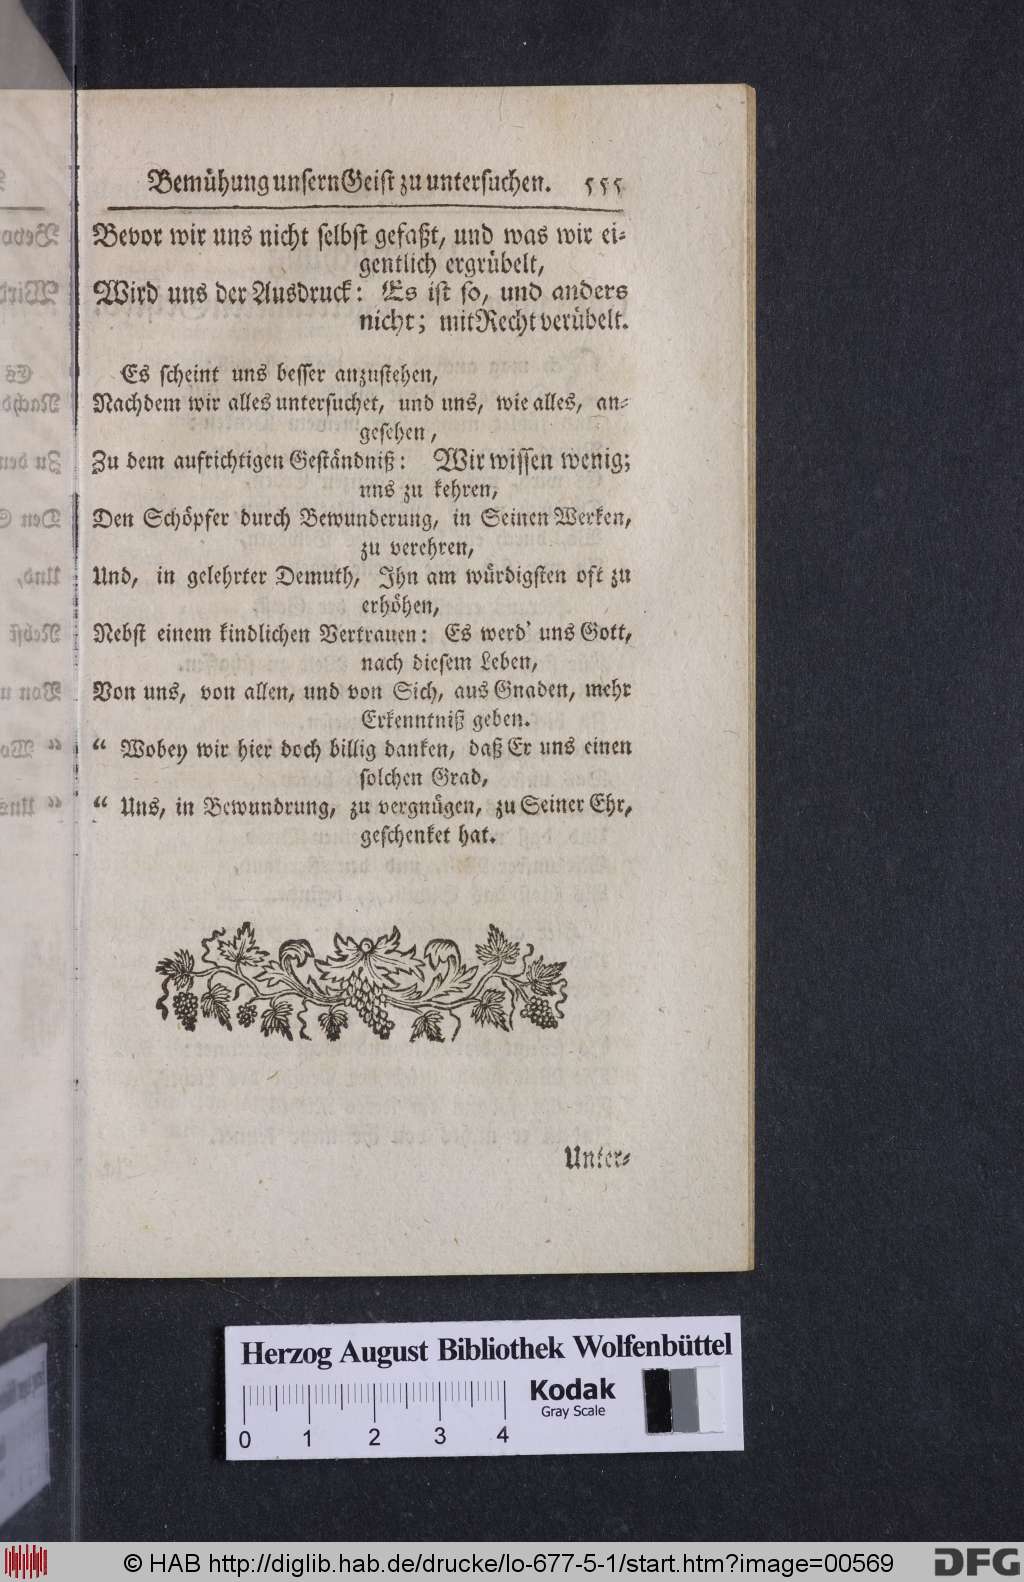 Bemühung unsern Geist zu untersuchen. 555
Bevor wir uns nicht selbst gefaßt, und was wir ei-
gentlich ergrübelt,
Wird uns der Ausdruck: Es ist so, und anders
nicht; mit Recht verübelt.
Es scheint uns besser anzustehen,
Nachdem wir alles untersuchet, und uns, wie alles, an-
gesehen,
Zu dem aufrichtigen Geständniß: Wir wissen wenig;
uns zu kehren,
Den Schöpfer durch Bewunderung, in Seinen Werken,
zu verehren,
Und, in gelehrter Demuth, Ihn am würdigsten oft zu
erhöhen,
Nebst einem kindlichen Vertrauen: Es werd' uns Gott,
nach diesem Leben,
Von uns, von allen, und von Sich, aus Gnaden, mehr
Erkenntniß geben.
“ Wobey wir hier doch billig danken, daß Er uns einen
solchen Grad,
“ Uns, in Bewundrung, zu vergnügen, zu Seiner Ehr,
geschenket hat.
Unter-
Herzog August Bibliothek Wolfenbüttel
Kodak
Gray Scale
0 1 2 3 4
© HAB http://diglib.hab.de/drucke/lo-677-5-1/start.htm?image=00569
DFG